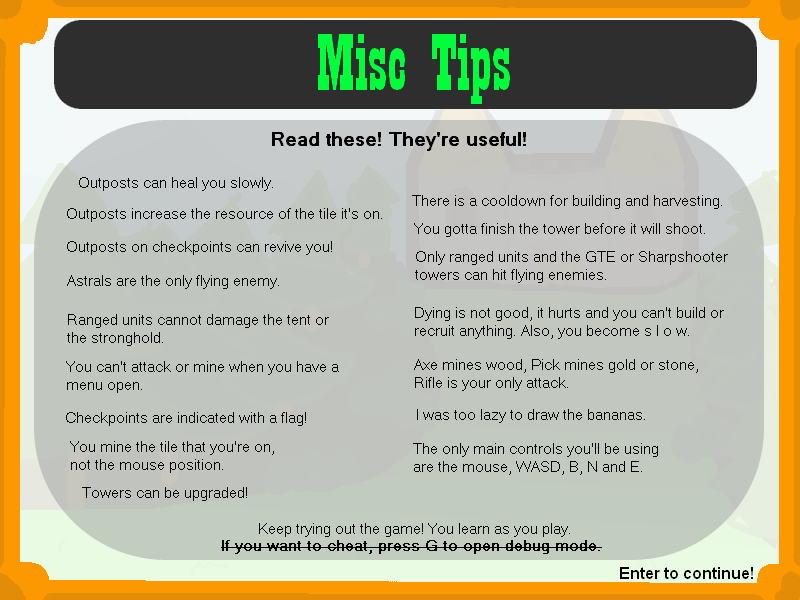 Misc Tips
Read these! They're useful!
Outposts can heal you slowly.
Outposts increase the resource of the tile it's on.
Outposts on checkpoints can revive you!
Astrals are the only flying enemy.
Ranged units cannot damage the tent or
the stronghold.
You can't attack or mine when you have a
menu open.
Checkpoints are indicated with a flag!
You mine the tile that you're on,
not the mouse position.
Towers can be upgraded!
There is a cooldown for building and harvesting.
You gotta finish the tower before it will shoot.
Only ranged units and the GTE or Sharpshooter
towers can hit flying enemies.
Dying is not good, it hurts and you can't build or
recruit anything. Also, you become s l o w.
Axe mines wood, Pick mines gold or stone,
Rifle is your only attack.
I was too lazy to draw the bananas.
The only main controls you'll be using
are the mouse, WASD, B, N and E.
Keep trying out the game! You learn as you play.
If you want to cheat, press G to open debug mode.
Enter to continue!